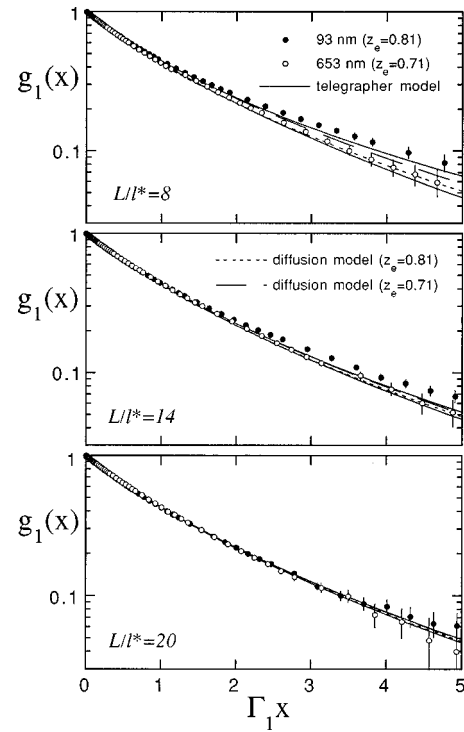 g₁(x)
1
0.1
● 93 nm (zₑ=0.81)
○ 653 nm (zₑ=0.71)
telegrapher model
L/l*=8
g₁(x)
1
0.1
diffusion model (zₑ=0.81)
diffusion model (zₑ=0.71)
L/l*=14
g₁(x)
1
0.1
L/l*=20
0 1 2 3 4 5
Γ₁x